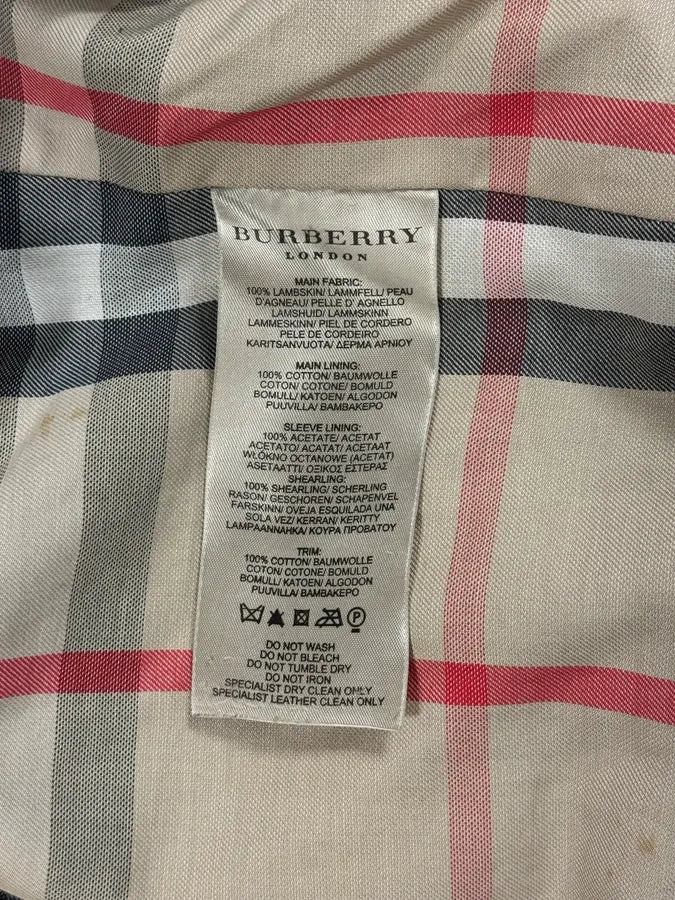 BURBERRY
LONDON
MAIN FABRIC:
100% LAMBSKIN/ LAMMFELL/ PEAU
D'AGNEAU/ PELLE D' AGNELLO
LAMSHUID/ LAMMSKINN
LAMMESKINN/ PIEL DE CORDERO
PELE DE CORDEIRO
KARITSANVUOTA/ ΔΕΡΜΑ ΑΡΝΙΟΥ
MAIN LINING:
100% COTTON/ BAUMWOLLE
COTON/ COTONE/ BOMULD
BOMULL/ KATOEN/ ALGODON
PUUVILLA/ ΒΑΜΒΑΚΕΡΟ
SLEEVE LINING:
100% ACETATE/ ACETAT
ACETATO/ ACATAT/ ACETAAT
WŁÓKNO OCTANOWE (ACETAT)
ASETAATTI/ ΟΞΙΚΟΣ ΕΣΤΕΡΑΣ
SHEARLING:
100% SHEARLING/ SCHERLING
RASON/ GESCHOREN/ SCHAPENVEL
FARSKINN/ OVEJA ESQUILADA UNA
SOLA VEZ/ KERRAN/ KERITTY
LAMPAANNAHKA/ ΚΟΥΡΑ ΠΡΟΒΑΤΟΥ
TRIM:
100% COTTON/ BAUMWOLLE
COTON/ COTONE/ BOMULD
BOMULL/ KATOEN/ ALGODON
PUUVILLA/ ΒΑΜΒΑΚΕΡΟ
P
DO NOT WASH
DO NOT BLEACH
DO NOT TUMBLE DRY
DO NOT IRON
SPECIALIST DRY CLEAN ONLY
SPECIALIST LEATHER CLEAN ONLY